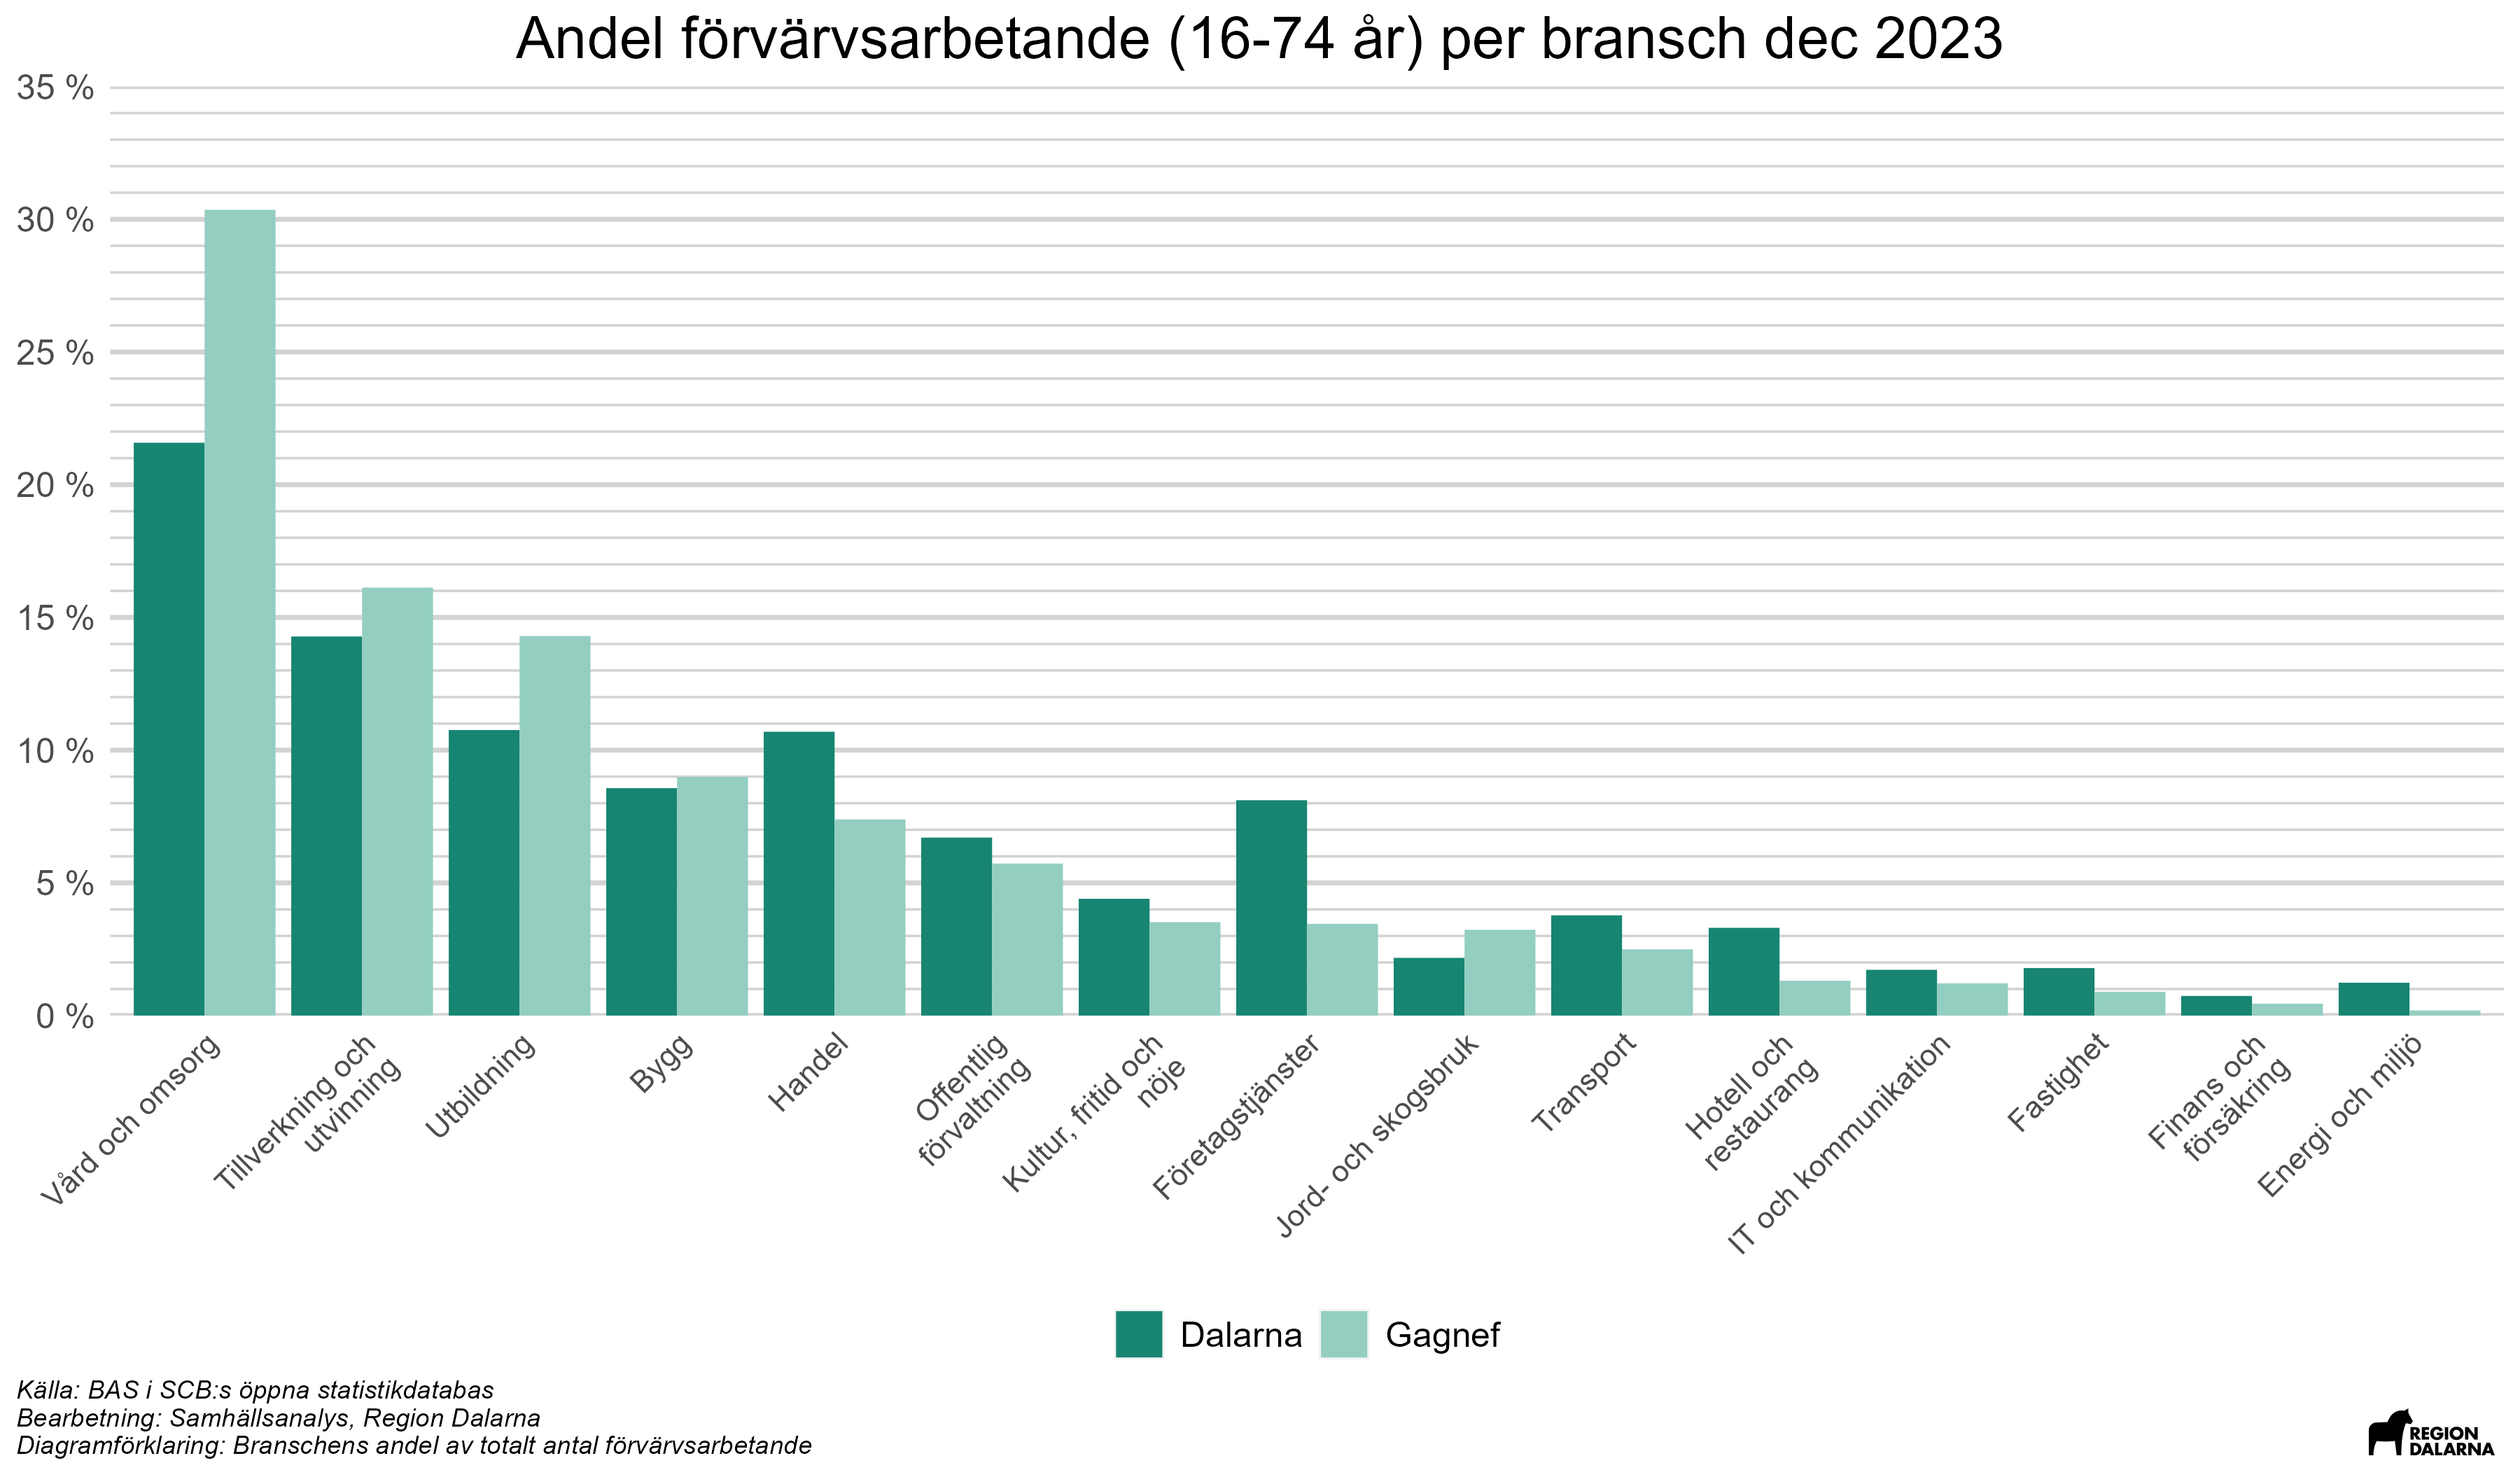 Andel förvärvsarbetande (16-74 år) per bransch dec 2023
35 %
30 %
25 %
20 %
15 %
10 %
5 %
0 %
Vård och omsorg
Tillverkning och
utvinning
Utbildning
Bygg
Handel
Offentlig
förvaltning
Kultur, fritid och
nöje
Företagstjänster
Jord- och skogsbruk
Transport
Hotell och
restaurang
IT och kommunikation
Fastighet
Finans och
försäkring
Energi och miljö
Dalarna
Gagnef
Källa: BAS i SCB:s öppna statistikdatabas
Bearbetning: Samhällsanalys, Region Dalarna
Diagramförklaring: Branschens andel av totalt antal förvärvsarbetande
REGION
DALARNA